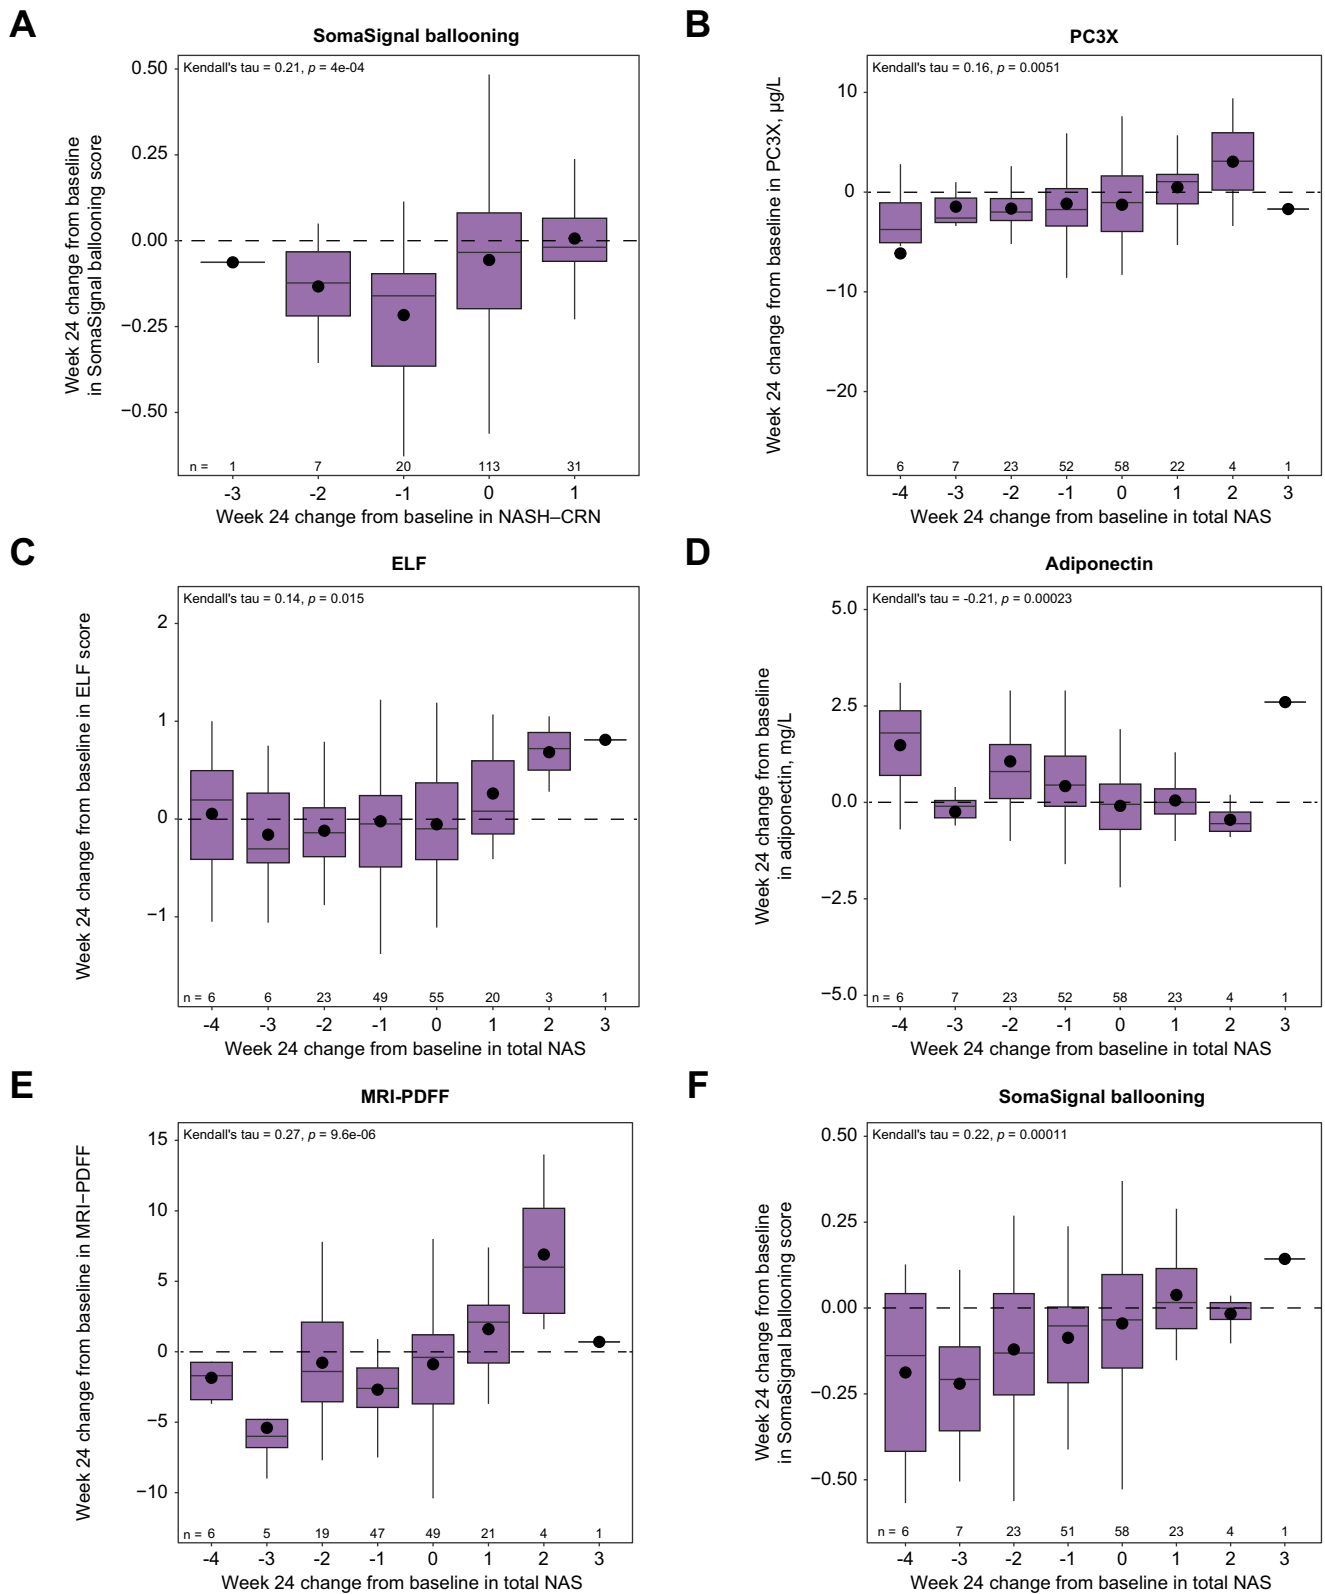 A
SomaSignal ballooning
Kendall's tau = 0.21, p = 4e-04
Week 24 change from baseline
in SomaSignal ballooning score
0.50
0.25
0.00
−0.25
−0.50
n = 1 7 20 113 31
-3 -2 -1 0 1
Week 24 change from baseline in NASH–CRN
B
PC3X
Kendall's tau = 0.16, p = 0.0051
Week 24 change from baseline in PC3X, µg/L
10
0
−10
−20
6 7 23 52 58 22 4 1
-4 -3 -2 -1 0 1 2 3
Week 24 change from baseline in total NAS
C
ELF
Kendall's tau = 0.14, p = 0.015
Week 24 change from baseline in ELF score
2
1
0
−1
n = 6 6 23 49 55 20 3 1
-4 -3 -2 -1 0 1 2 3
Week 24 change from baseline in total NAS
D
Adiponectin
Kendall's tau = -0.21, p = 0.00023
Week 24 change from baseline
in adiponectin, mg/L
5.0
2.5
0.0
−2.5
−5.0
n = 6 7 23 52 58 23 4 1
-4 -3 -2 -1 0 1 2 3
Week 24 change from baseline in total NAS
E
MRI-PDFF
Kendall's tau = 0.27, p = 9.6e-06
Week 24 change from baseline in MRI−PDFF
15
10
5
0
−5
−10
n = 6 5 19 47 49 21 4 1
-4 -3 -2 -1 0 1 2 3
Week 24 change from baseline in total NAS
F
SomaSignal ballooning
Kendall's tau = 0.22, p = 0.00011
Week 24 change from baseline
in SomaSignal ballooning score
0.50
0.25
0.00
−0.25
−0.50
n = 6 7 23 51 58 23 4 1
-4 -3 -2 -1 0 1 2 3
Week 24 change from baseline in total NAS